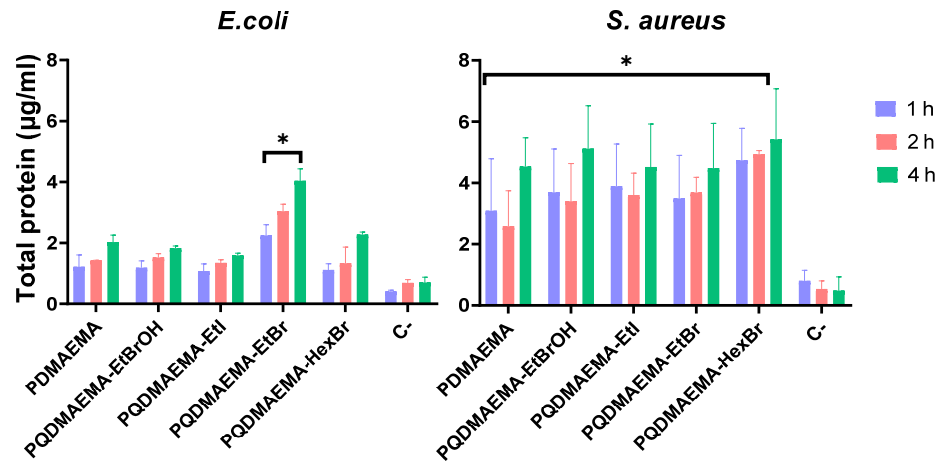 E.coli
S. aureus
Total protein (µg/ml)
8
6
4
2
0
*
PDMAEMA
PQDMAEMA-EtBrOH
PQDMAEMA-EtI
PQDMAEMA-EtBr
PQDMAEMA-HexBr
C-
8
6
4
2
0
*
PDMAEMA
PQDMAEMA-EtBrOH
PQDMAEMA-EtI
PQDMAEMA-EtBr
PQDMAEMA-HexBr
C-
1 h
2 h
4 h